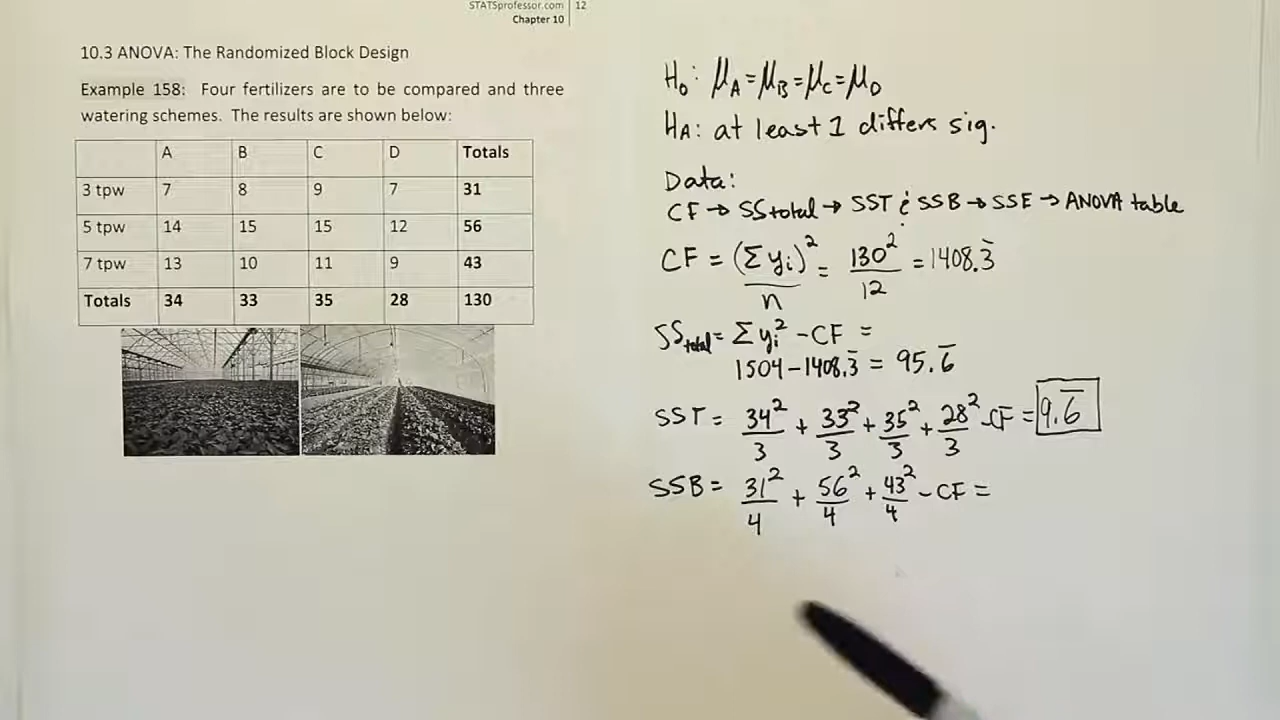 STATSprofessor.com 12
Chapter 10
10.3 ANOVA: The Randomized Block Design
Example 158: Four fertilizers are to be compared and three
watering schemes. The results are shown below:
A B C D Totals
3 tpw 7 8 9 7 31
5 tpw 14 15 15 12 56
7 tpw 13 10 11 9 43
Totals 34 33 35 28 130
H₀: μA = μB = μC = μD
HA: at least 1 differs sig.
Data:
CF → SStotal → SST & SSB → SSE → ANOVA table
CF = (Σyi)²/n = 130²/12 = 1408.3̄
SStotal = Σyi² - CF =
1504 - 1408.3̄ = 95.6̄
SST = 34²/3 + 33²/3 + 35²/3 + 28²/3 - CF = 9.6̄
SSB = 31²/4 + 56²/4 + 43²/4 - CF =